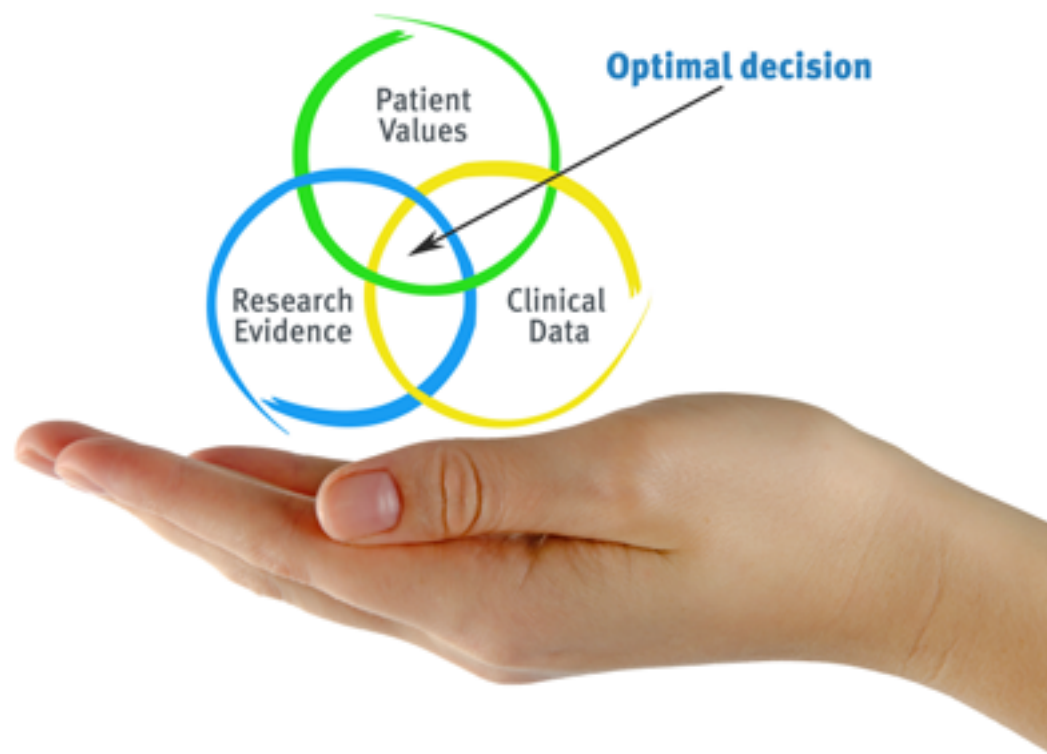 Optimal decision
Patient
Values
Research
Evidence
Clinical
Data